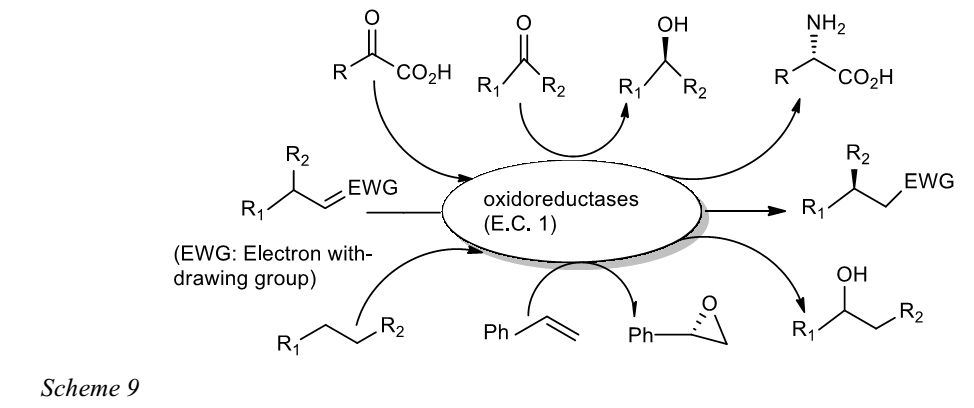 O O OH NH₂
R CO₂H R₁ R₂ R₁ R₂ R CO₂H
R₂ EWG R₁
oxidoreductases
(E.C. 1)
R₂ EWG R₁
(EWG: Electron with-
drawing group)
R₁ R₂
Ph
Ph O
OH R₁ R₂
Scheme 9